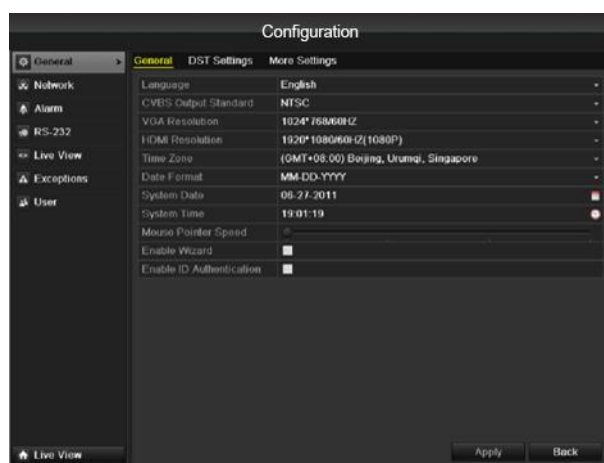 Configuration
General
Network
Alarm
RS-232
Live View
Exceptions
User
Live View
General DST Settings More Settings
Language English
CVBS Output Standard NTSC
VGA Resolution 1024*768/60HZ
HDMI Resolution 1920*1080/60HZ(1080P)
Time Zone (GMT+08:00) Beijing, Urumqi, Singapore
Date Format MM-DD-YYYY
System Date 06-27-2011
System Time 19:01:19
Mouse Pointer Speed
Enable Wizard
Enable ID Authentication
Apply Back